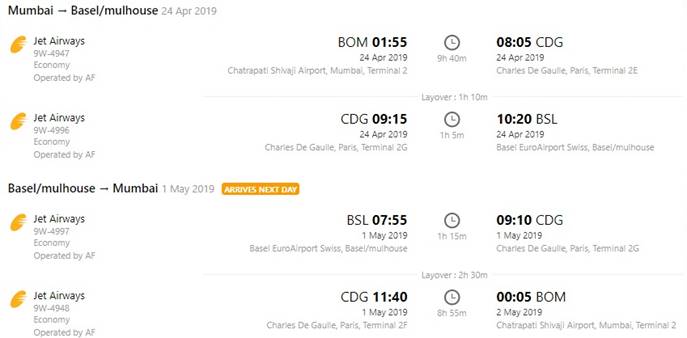 Mumbai → Basel/mulhouse 24 Apr 2019
Jet Airways
9W-4947
Economy
Operated by AF
BOM 01:55
24 Apr 2019
Chatrapati Shivaji Airport, Mumbai, Terminal 2
9h 40m
08:05 CDG
24 Apr 2019
Charles De Gaulle, Paris, Terminal 2E
Layover : 1h 10m
Jet Airways
9W-4996
Economy
Operated by AF
CDG 09:15
24 Apr 2019
Charles De Gaulle, Paris, Terminal 2G
1h 5m
10:20 BSL
24 Apr 2019
Basel EuroAirport Swiss, Basel/mulhouse
Basel/mulhouse → Mumbai 1 May 2019 ARRIVES NEXT DAY
Jet Airways
9W-4997
Economy
Operated by AF
BSL 07:55
1 May 2019
Basel EuroAirport Swiss, Basel/mulhouse
1h 15m
09:10 CDG
1 May 2019
Charles De Gaulle, Paris, Terminal 2G
Layover : 2h 30m
Jet Airways
9W-4948
Economy
Operated by AF
CDG 11:40
1 May 2019
Charles De Gaulle, Paris, Terminal 2F
8h 55m
00:05 BOM
2 May 2019
Chatrapati Shivaji Airport, Mumbai, Terminal 2